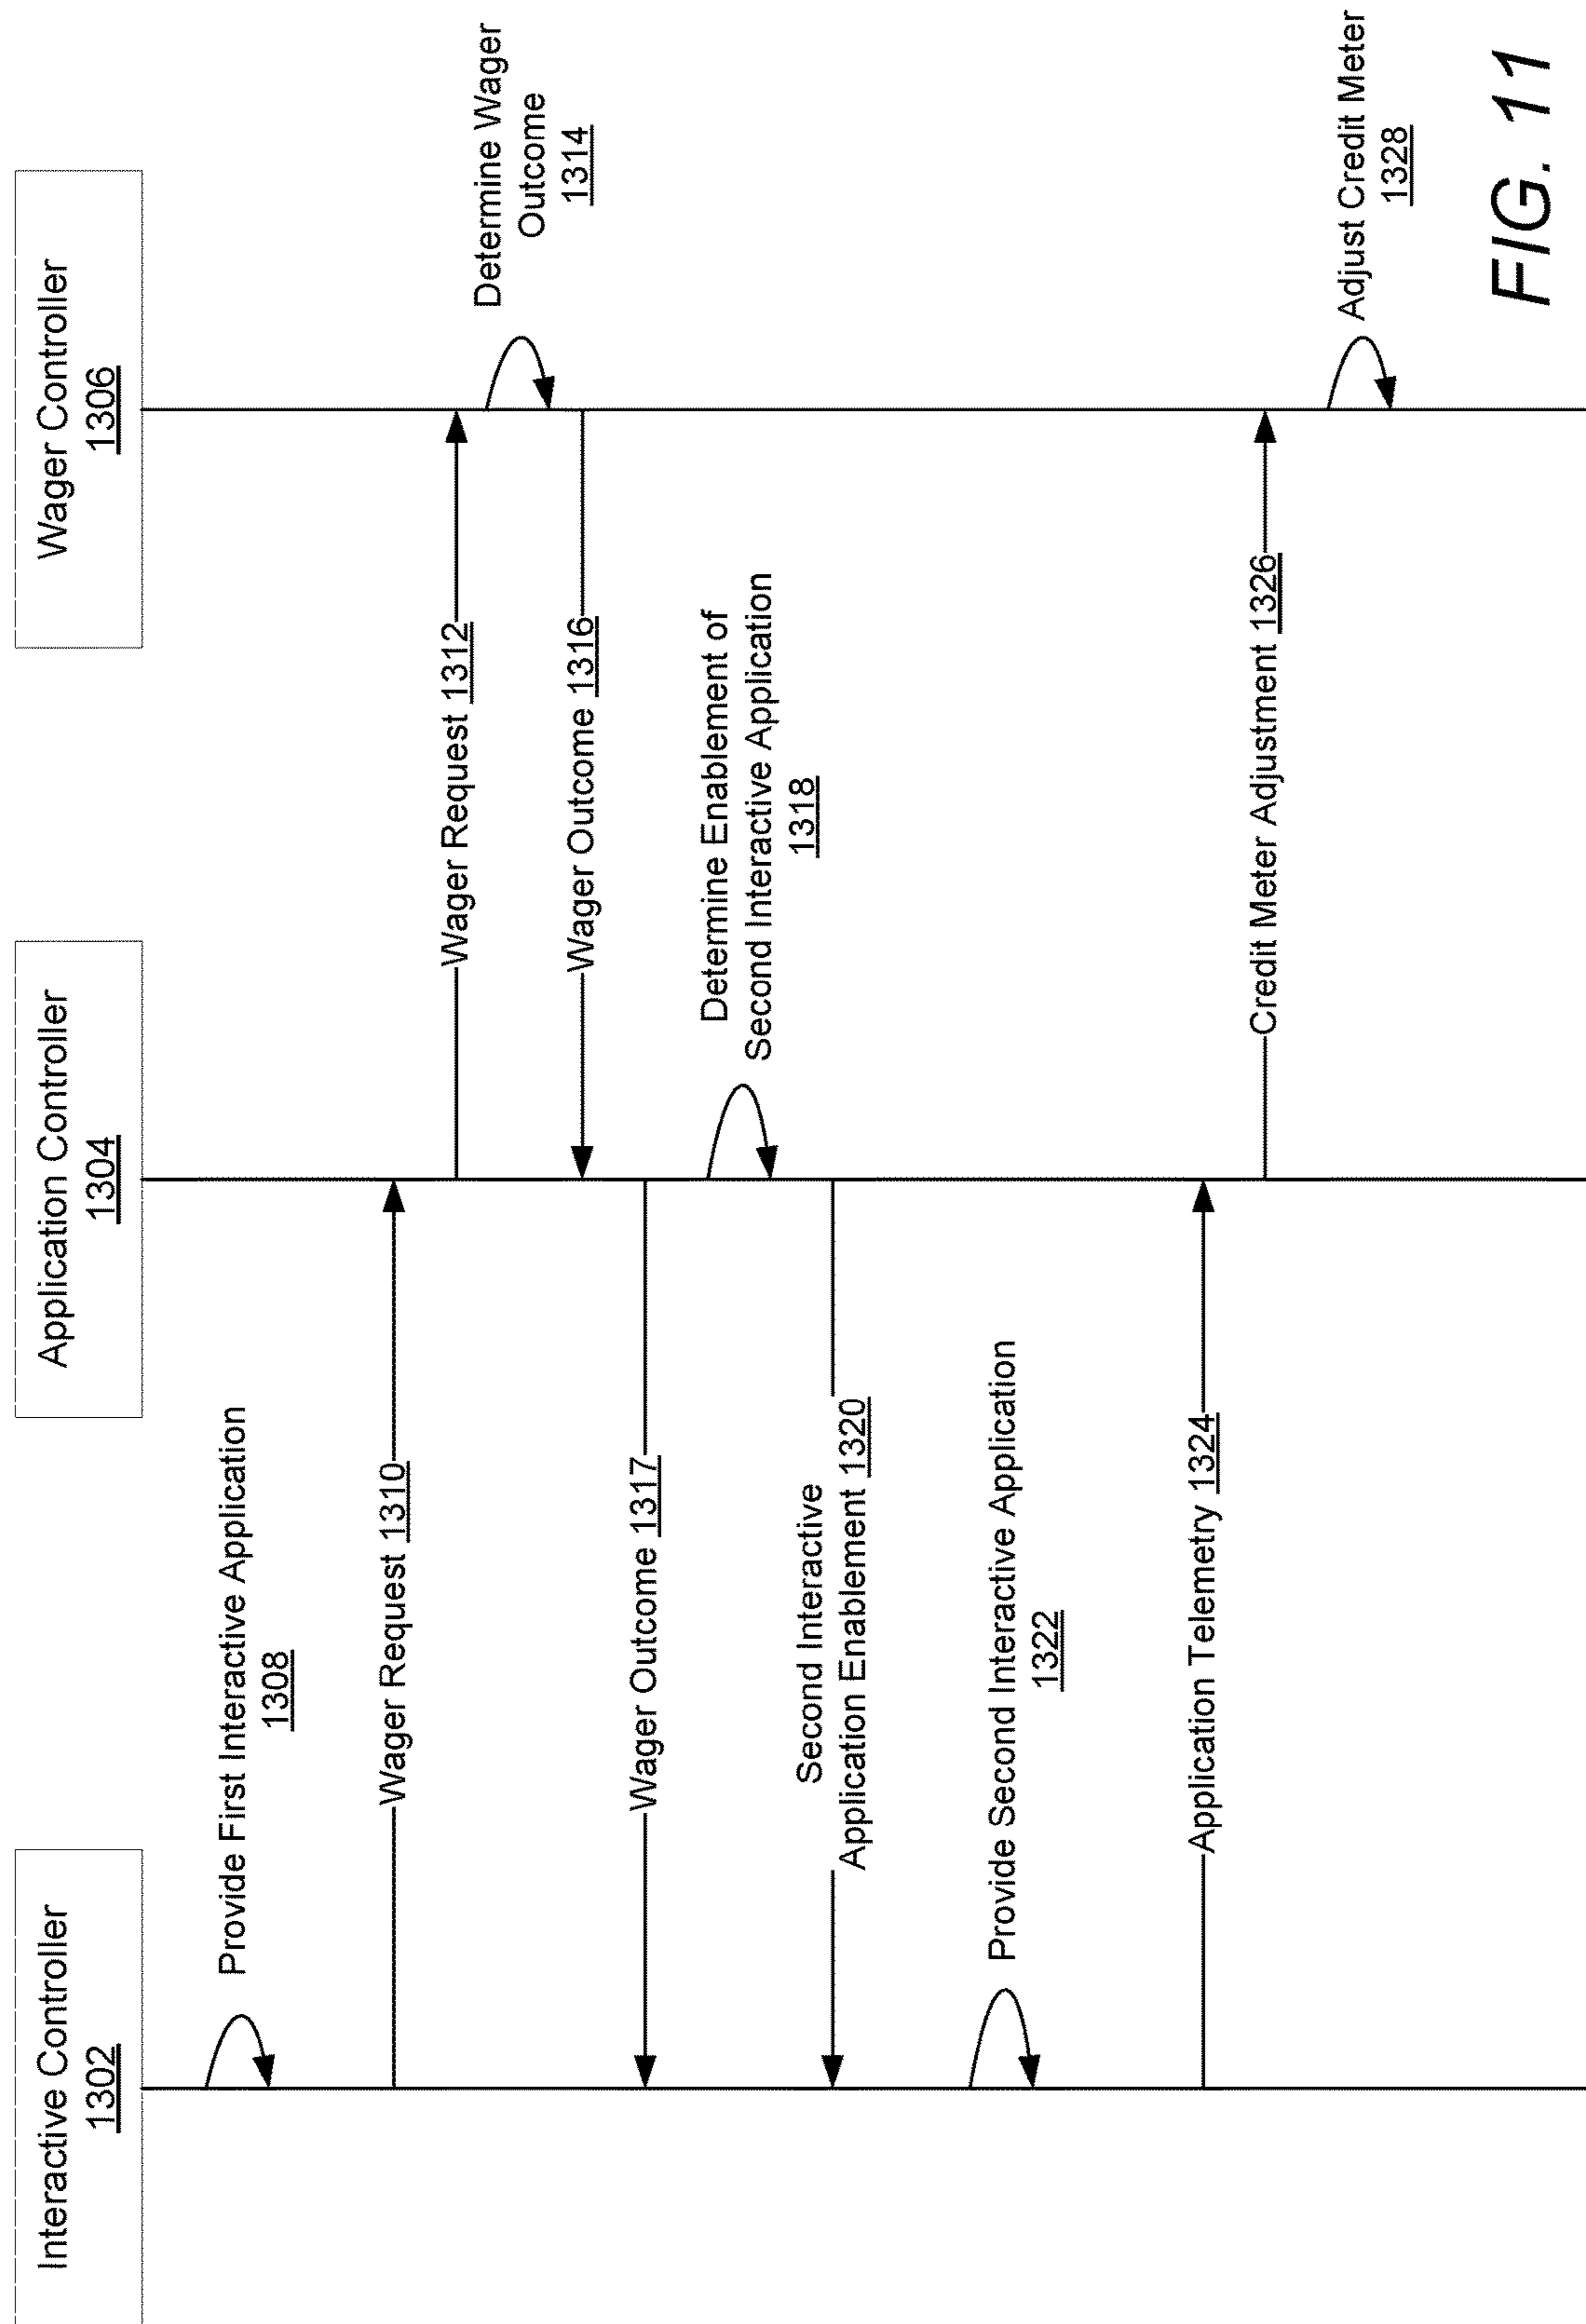 Interactive Controller
1302
Application Controller
1304
Wager Controller
1306
Provide First Interactive Application
1308
Wager Request 1310
Wager Request 1312
Determine Wager
Outcome
1314
Wager Outcome 1316
Wager Outcome 1317
Determine Enablement of
Second Interactive Application
1318
Second Interactive
Application Enablement 1320
Provide Second Interactive Application
1322
Application Telemetry 1324
Credit Meter Adjustment 1326
Adjust Credit Meter
1328
FIG. 11